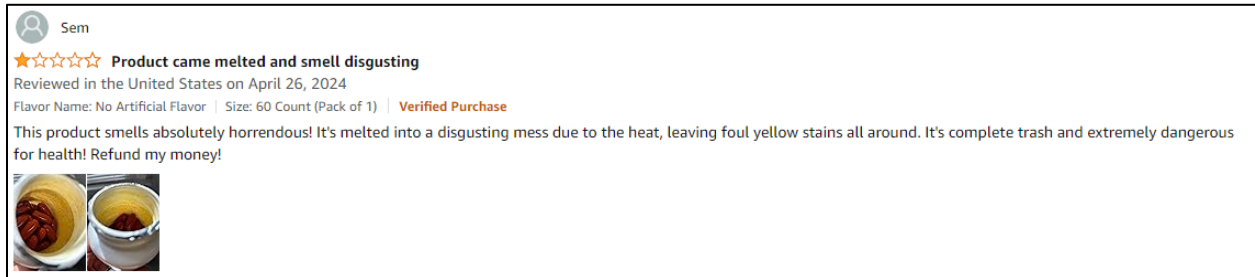 Sem
Product came melted and smell disgusting
Reviewed in the United States on April 26, 2024
Flavor Name: No Artificial Flavor | Size: 60 Count (Pack of 1) | Verified Purchase
This product smells absolutely horrendous! It's melted into a disgusting mess due to the heat, leaving foul yellow stains all around. It's complete trash and extremely dangerous
for health! Refund my money!